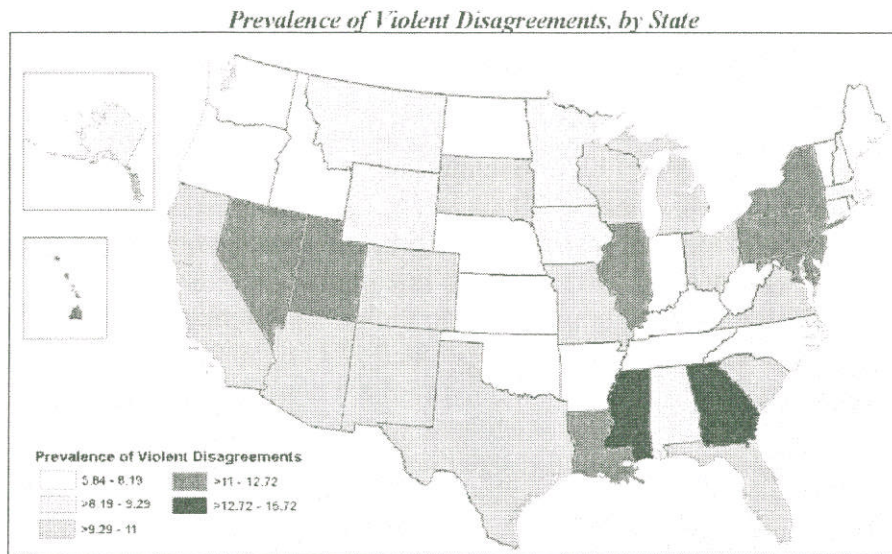 Prevalence of Violent Disagreements, by State
Prevalence of Violent Disagreements
5.84 - 8.19
>8.19 - 9.29
>9.29 - 11
>11 - 12.72
>12.72 - 15.72